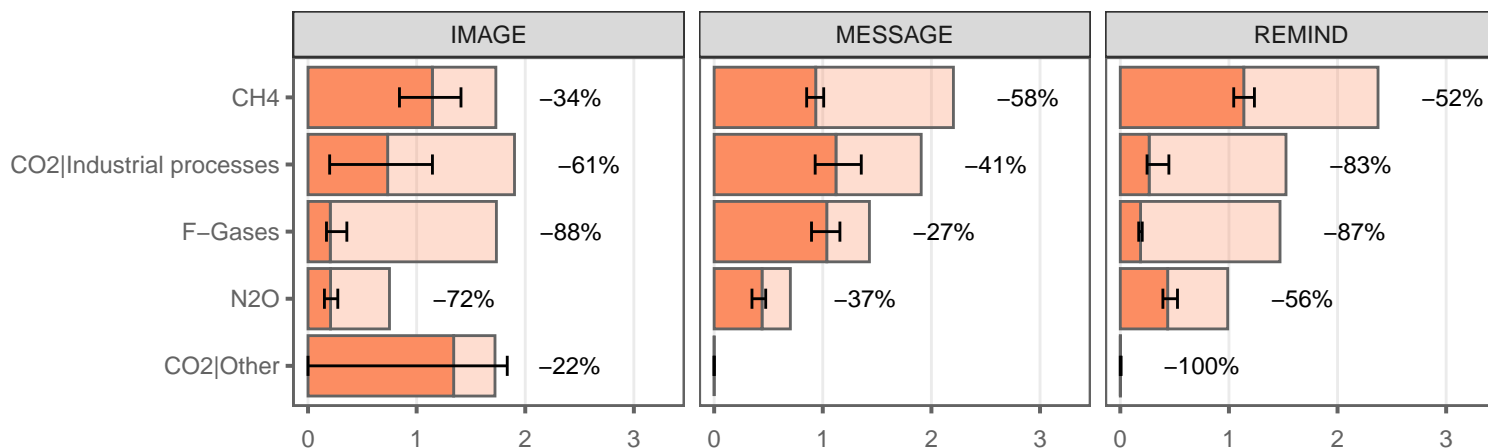 IMAGE MESSAGE REMIND
CH4 −34% −58% −52%
CO2|Industrial processes −61% −41% −83%
F−Gases −88% −27% −87%
N2O −72% −37% −56%
CO2|Other −22% −100%
0 1 2 3 0 1 2 3 0 1 2 3